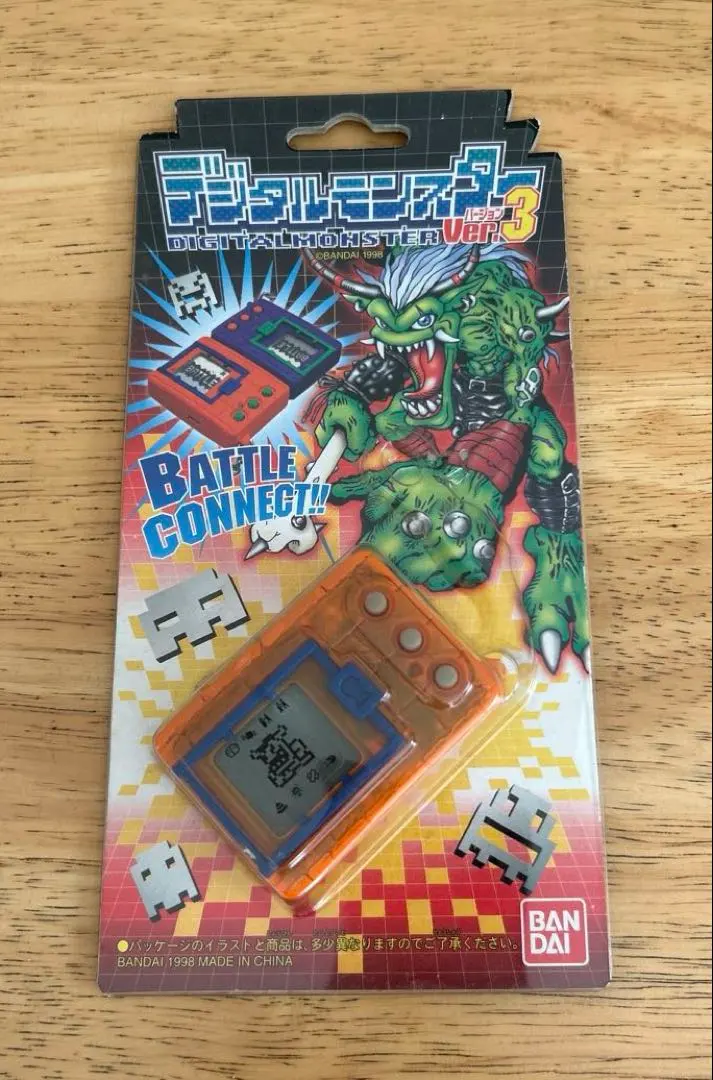 デジタルモンスター
バージョン
DIGITALMONSTER Ver.3
©BANDAI 1998
BATTLE
BATTLE
CONNECT!!
●パッケージのイラストと商品は、多少異なりますのでご了承ください。
BANDAI 1998 MADE IN CHINA
BAN
DAI